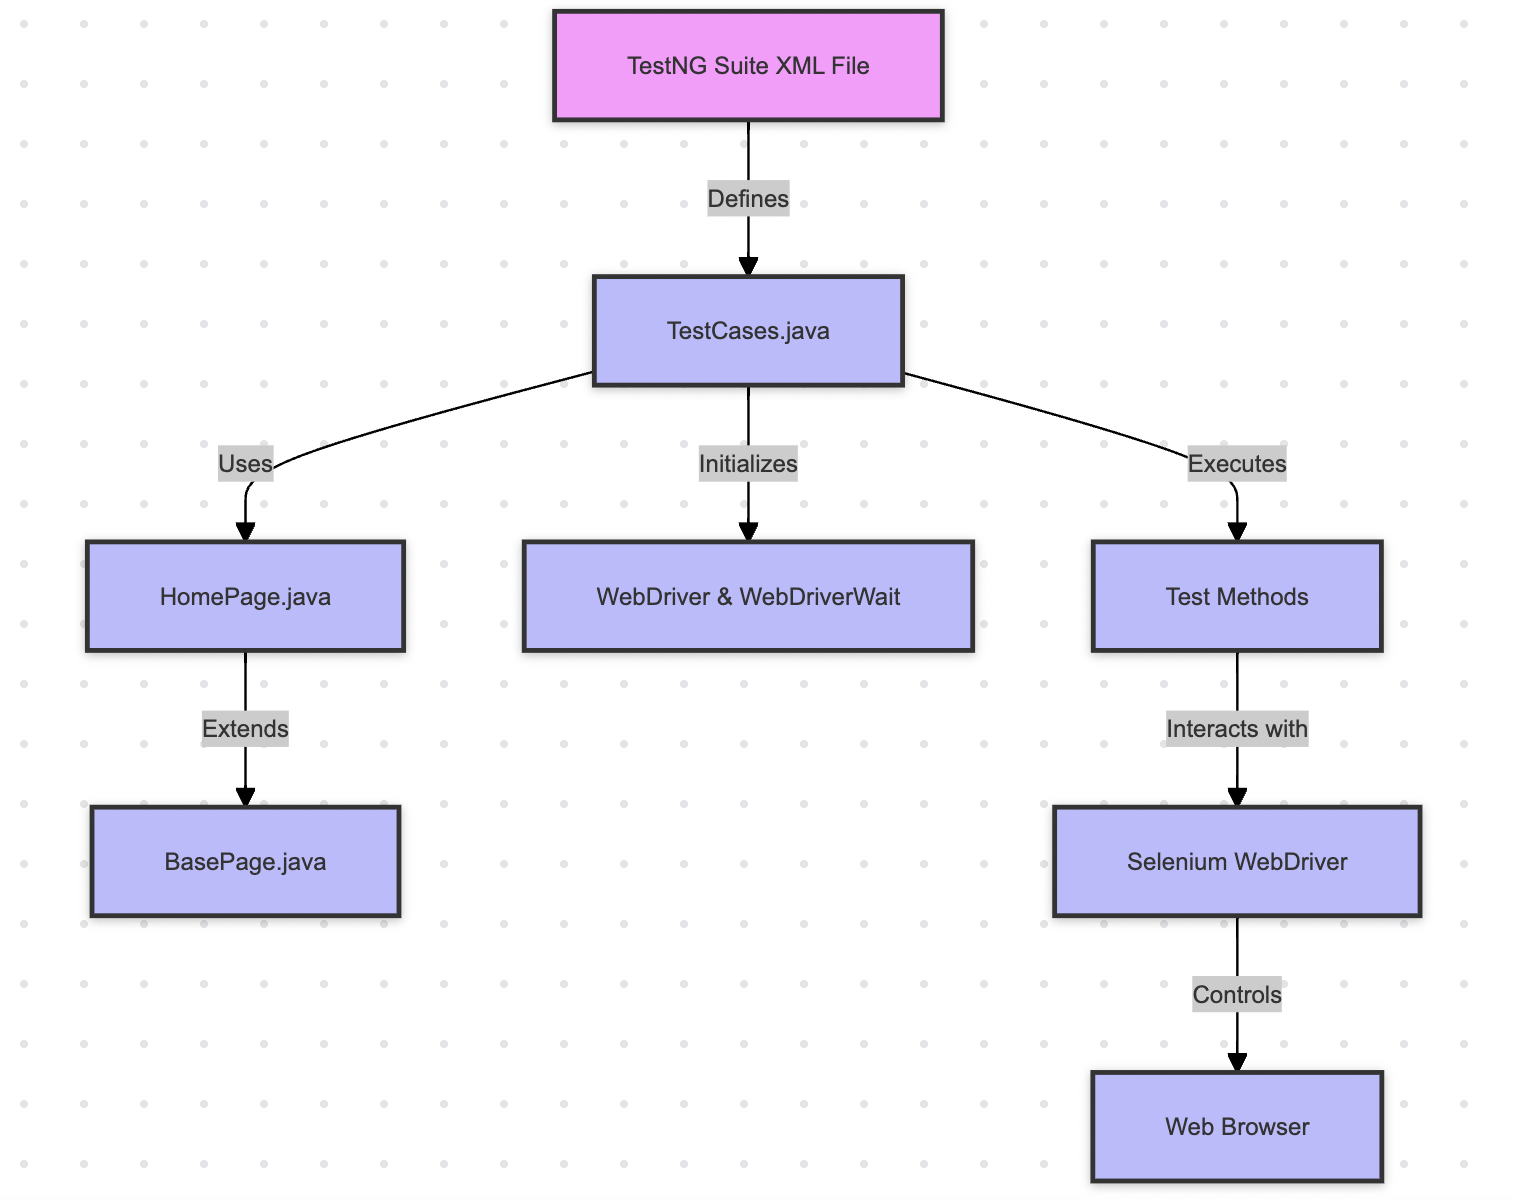 TestNG Suite XML File
Defines
TestCases.java
Uses
Initializes
Executes
HomePage.java
WebDriver & WebDriverWait
Test Methods
Extends
Interacts with
BasePage.java
Selenium WebDriver
Controls
Web Browser